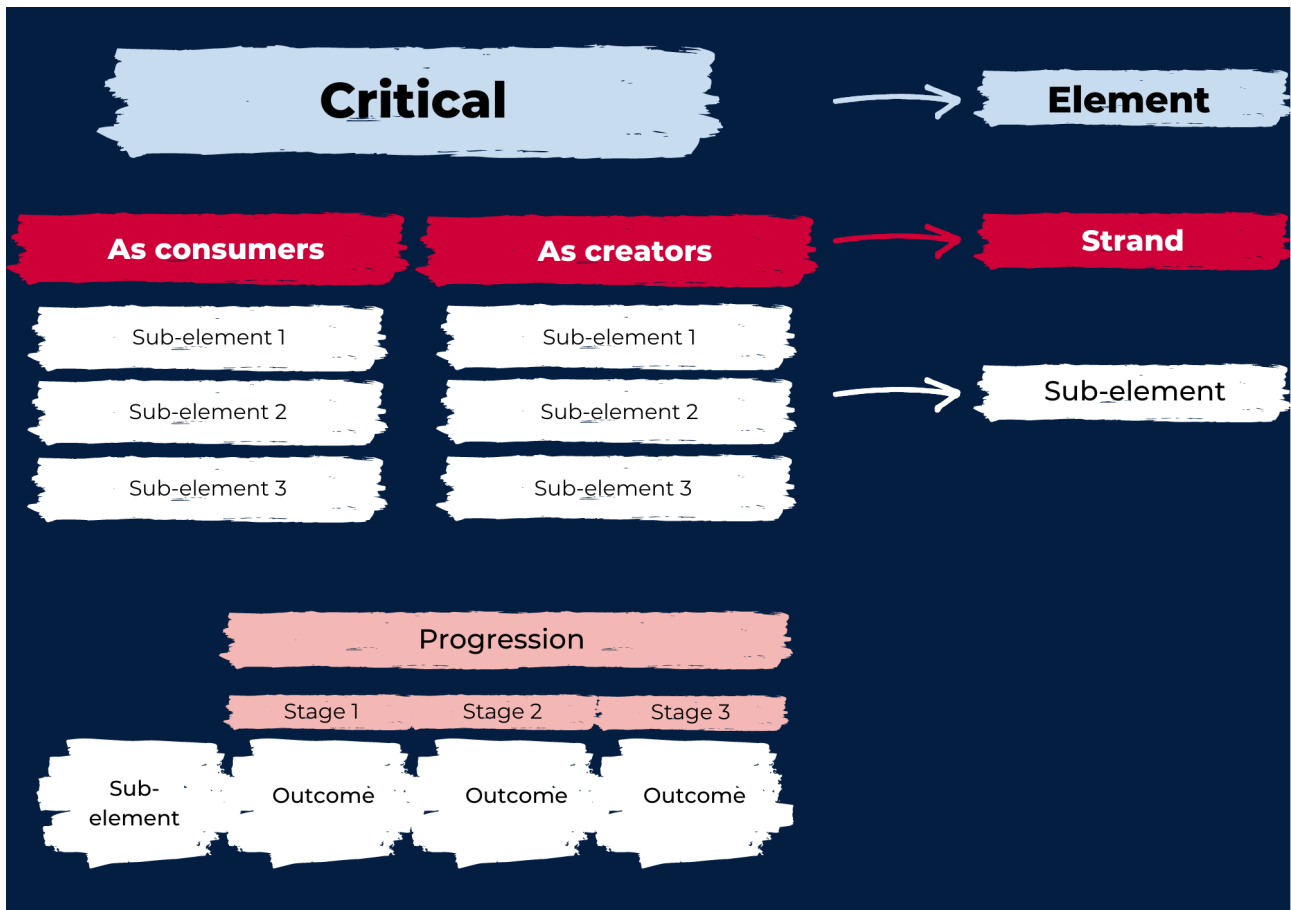 Critical
Element
As consumers
As creators
Strand
Sub-element 1
Sub-element 1
Sub-element 2
Sub-element 2
Sub-element
Sub-element 3
Sub-element 3
Progression
Stage 1
Stage 2
Stage 3
Sub-
element
Outcome
Outcome
Outcome